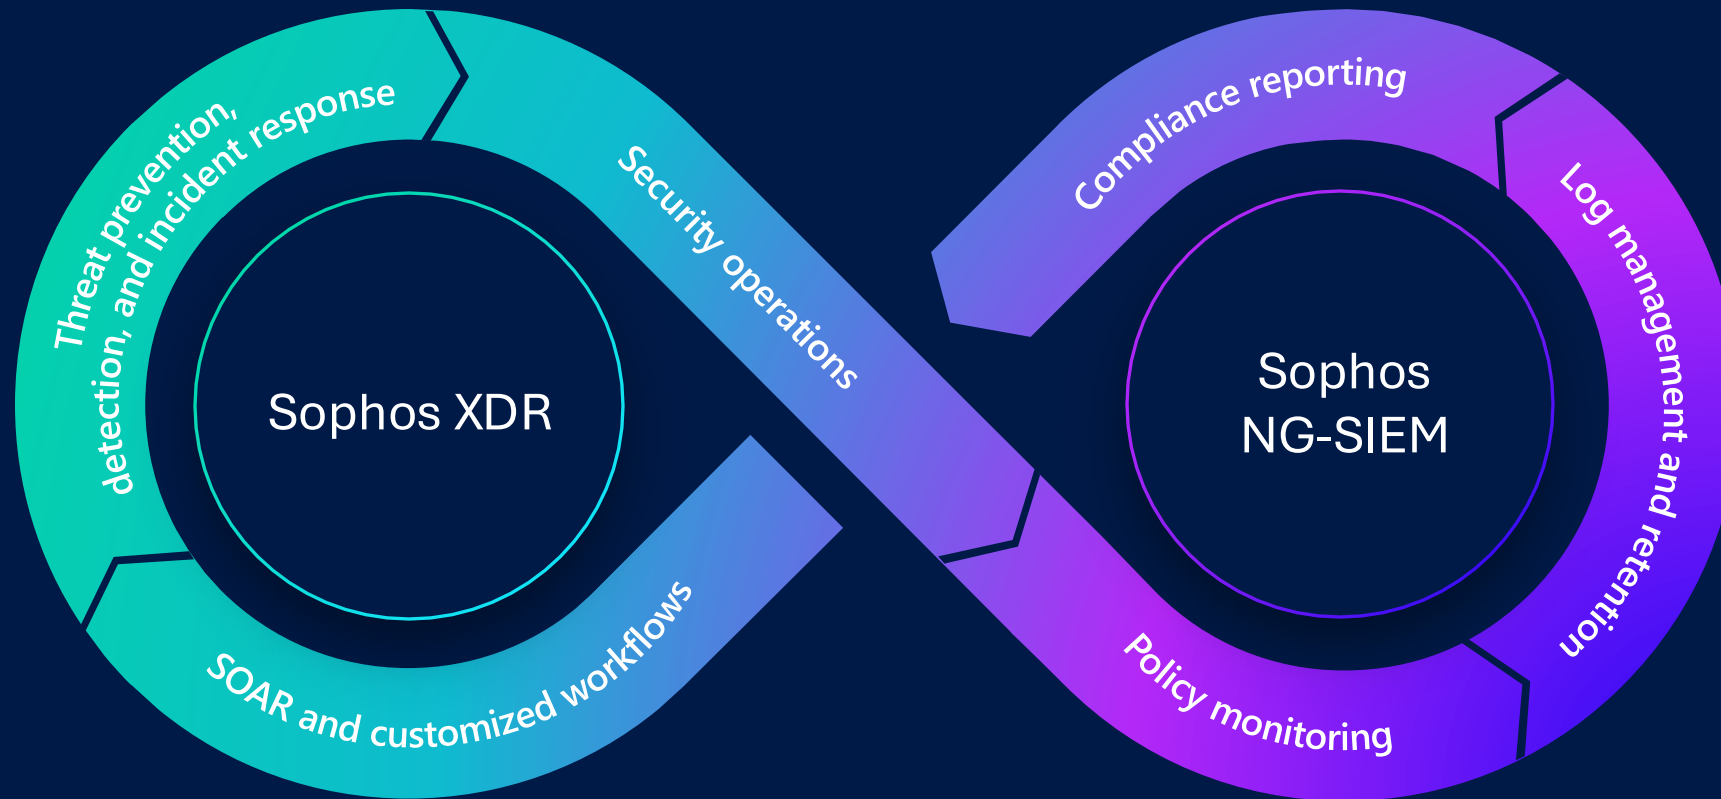 Threat prevention,
detection, and incident response
Security operations
Sophos XDR
SOAR and customized workflows
Compliance reporting
Log management and retention
Sophos
NG-SIEM
Policy monitoring